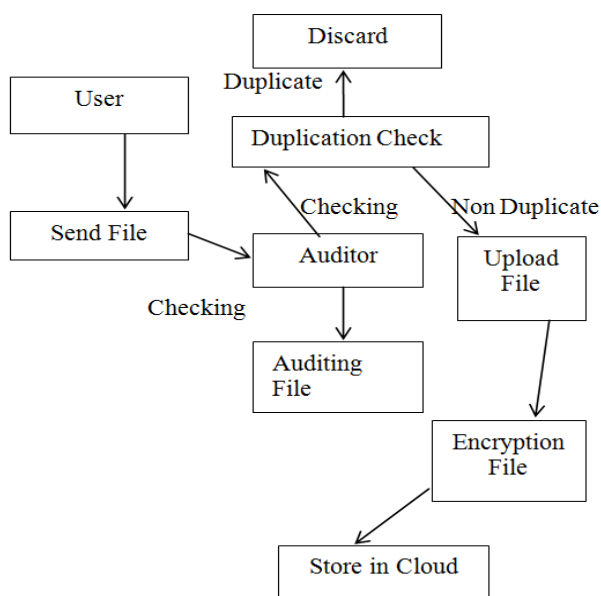 Discard
Duplicate
User
Duplication Check
Checking
Non Duplicate
Send File
Auditor
Upload
File
Checking
Auditing
File
Encryption
File
Store in Cloud